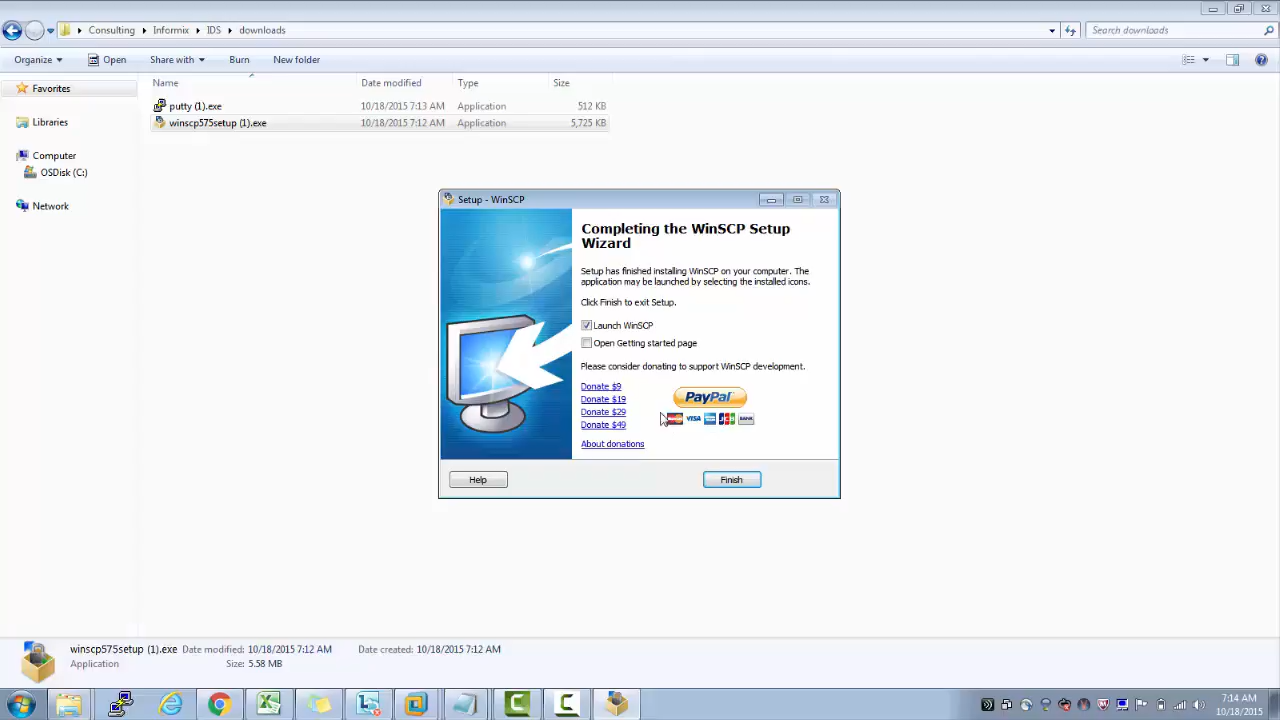 Consulting Informix IDS downloads
Search downloads
Organize Open Share with Burn New folder
Name Date modified Type Size
Favorites
putty (1).exe 10/18/2015 7:13 AM Application 512 KB
winscp575setup (1).exe 10/18/2015 7:12 AM Application 5,725 KB
Libraries
Computer
OSDisk (C:)
Network
Setup - WinSCP
Completing the WinSCP Setup
Wizard
Setup has finished installing WinSCP on your computer. The
application may be launched by selecting the installed icons.
Click Finish to exit Setup.
Launch WinSCP
Open Getting started page
Please consider donating to support WinSCP development.
Donate $9
Donate $19
Donate $29
Donate $49
PayPal
VISA
JCB
BANK
About donations
Help
Finish
winscp575setup (1).exe Date modified: 10/18/2015 7:12 AM Date created: 10/18/2015 7:12 AM
Application Size: 5.58 MB
7:14 AM
10/18/2015